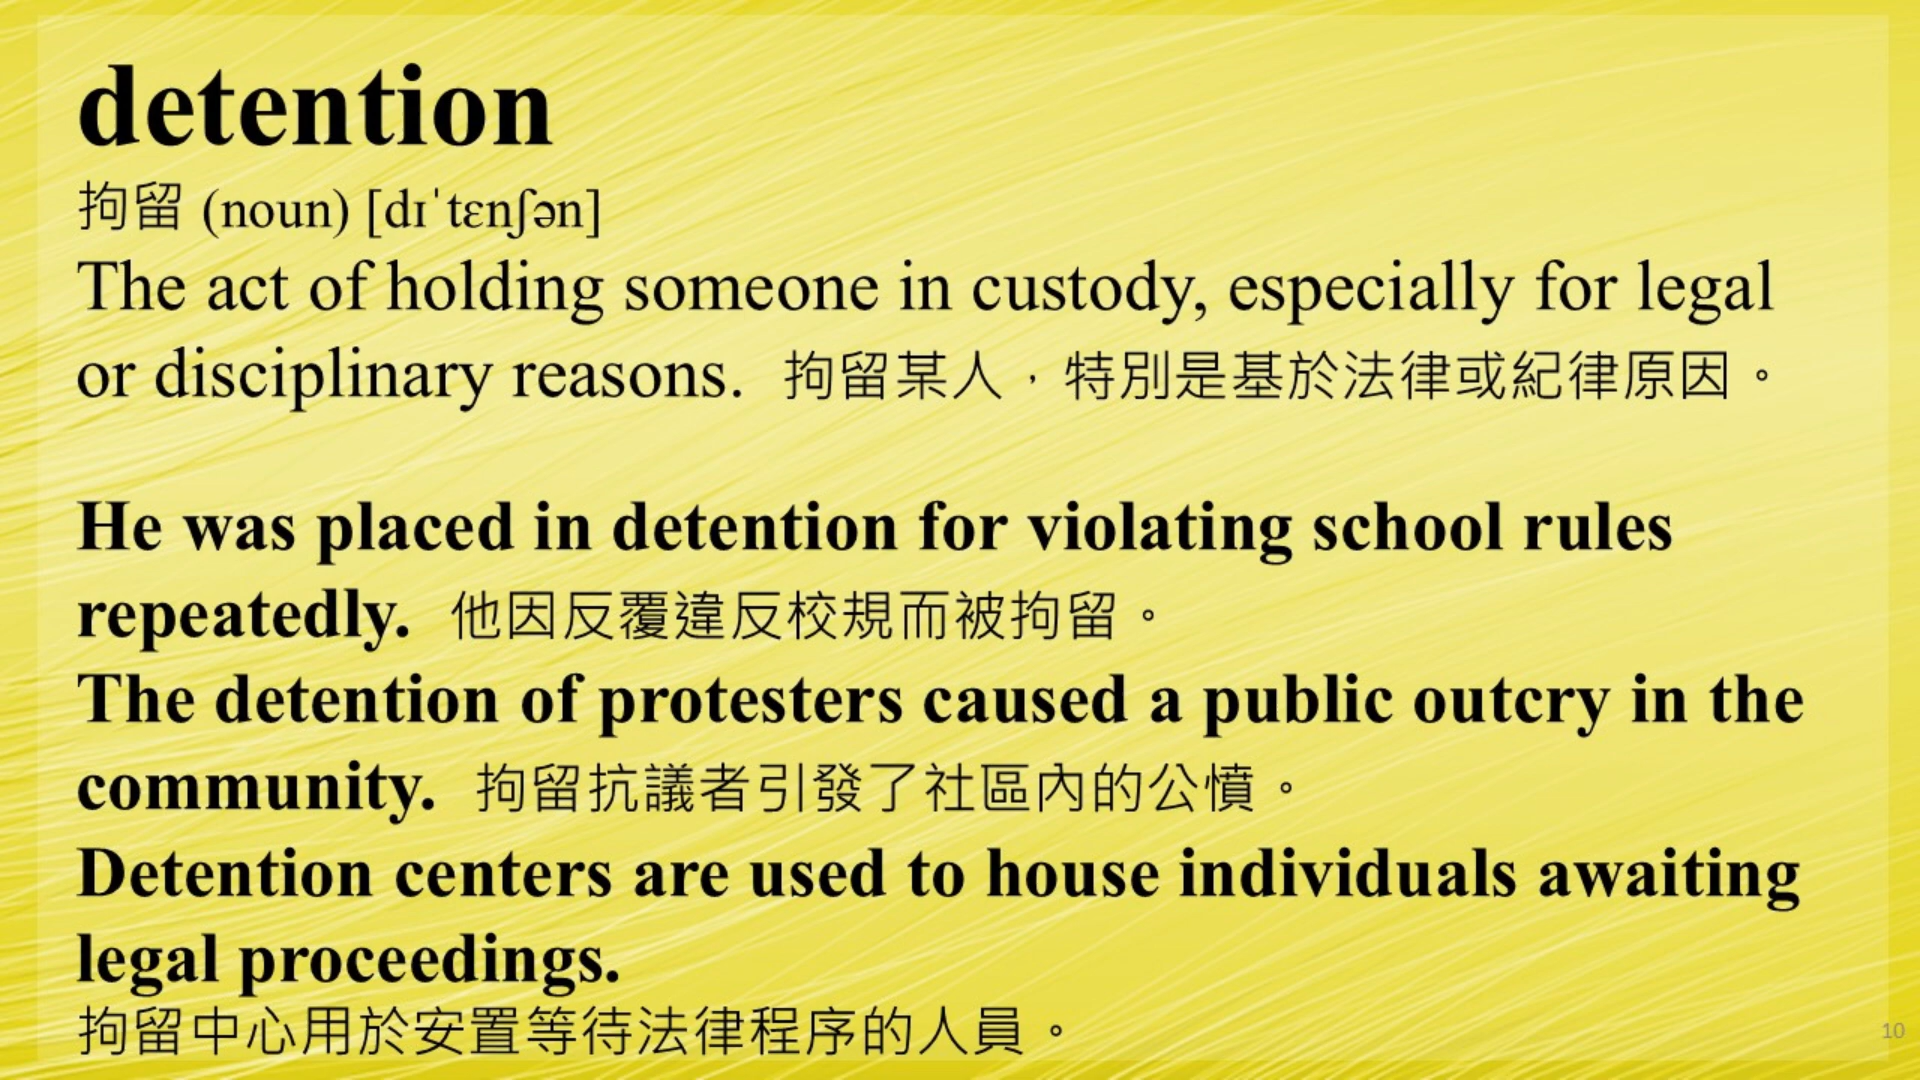 detention
拘留 (noun) [dɪˈtɛnʃən]
The act of holding someone in custody, especially for legal
or disciplinary reasons. 拘留某人，特別是基於法律或紀律原因。
He was placed in detention for violating school rules
repeatedly. 他因反覆違反校規而被拘留。
The detention of protesters caused a public outcry in the
community. 拘留抗議者引發了社區內的公憤。
Detention centers are used to house individuals awaiting
legal proceedings.
拘留中心用於安置等待法律程序的人員。
10